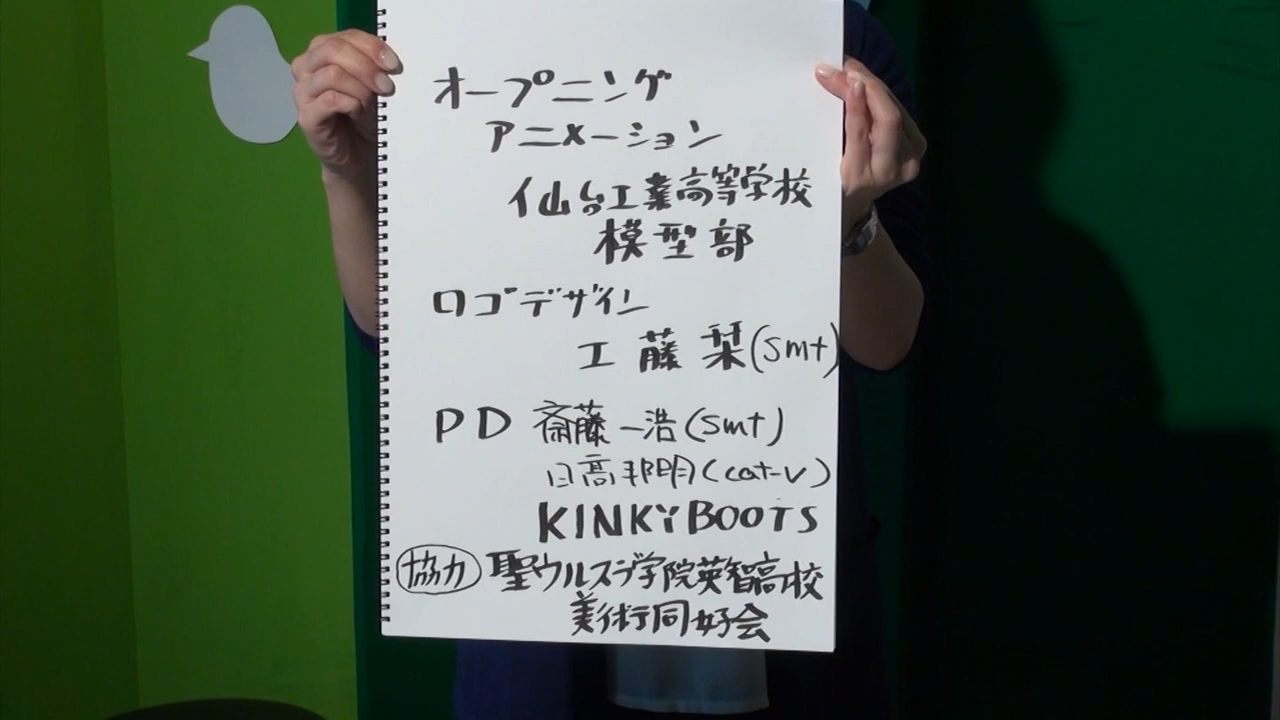 オープニング
アニメーション
仙台工業高等学校
模型部
ロゴデザイン
工藤 栞(smt)
PD 斎藤一浩(smt)
日高邦明(cat-v)
KINKY BOOTS
協力 聖ウルスラ学院英智高校
美術同好会